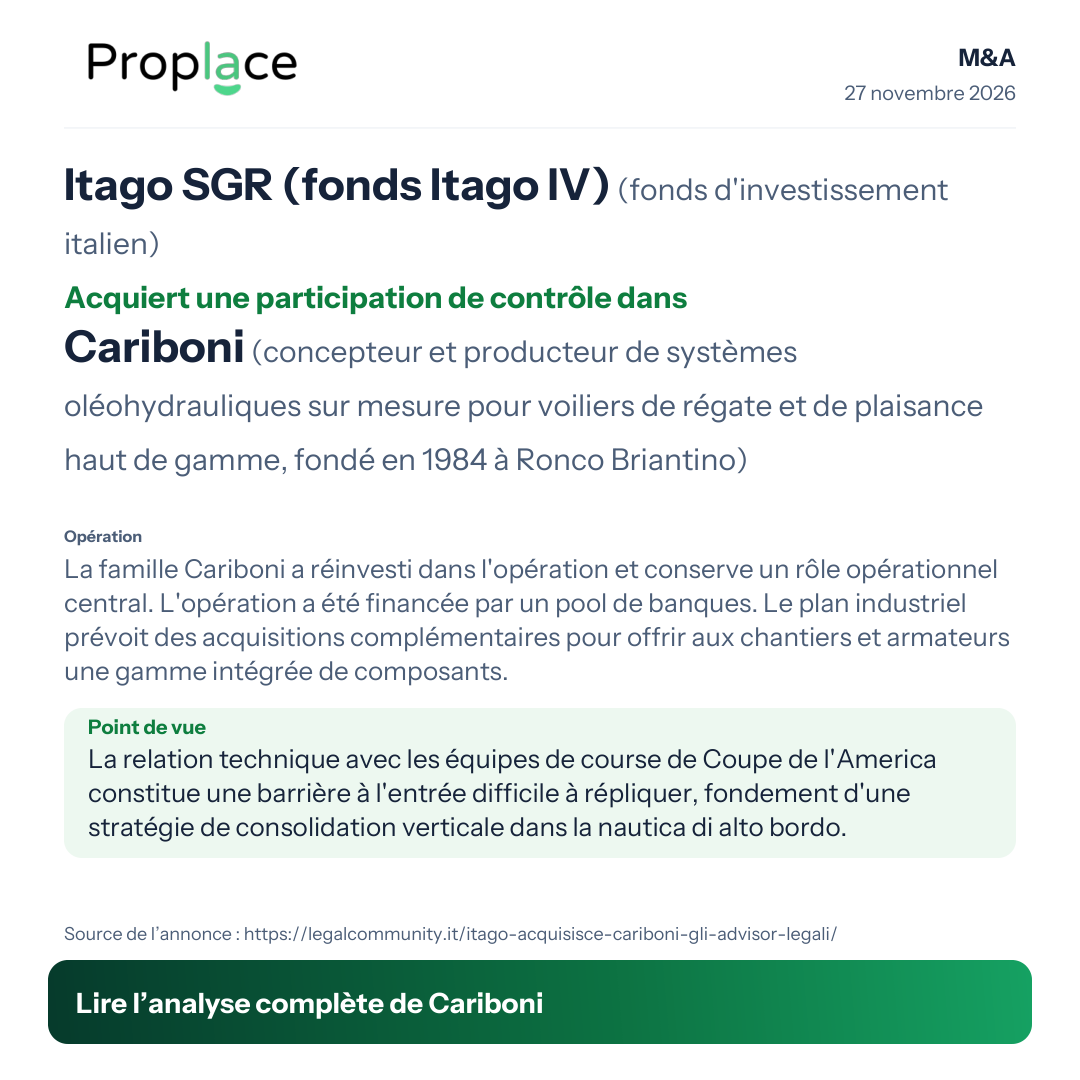 Proplace
M&A
27 novembre 2026
Itago SGR (fonds Itago IV) (fonds d'investissement
italien)
Acquiert une participation de contrôle dans
Cariboni (concepteur et producteur de systèmes
oléohydrauliques sur mesure pour voiliers de régate et de plaisance
haut de gamme, fondé en 1984 à Ronco Briantino)
Opération
La famille Cariboni a réinvesti dans l'opération et conserve un rôle opérationnel
central. L'opération a été financée par un pool de banques. Le plan industriel
prévoit des acquisitions complémentaires pour offrir aux chantiers et armateurs
une gamme intégrée de composants.
Point de vue
La relation technique avec les équipes de course de Coupe de l'America
constitue une barrière à l'entrée difficile à répliquer, fondement d'une
stratégie de consolidation verticale dans la nautica di alto bordo.
Source de l’annonce : https://legalcommunity.it/itago-acquisisce-cariboni-gli-advisor-legali/
Lire l’analyse complète de Cariboni